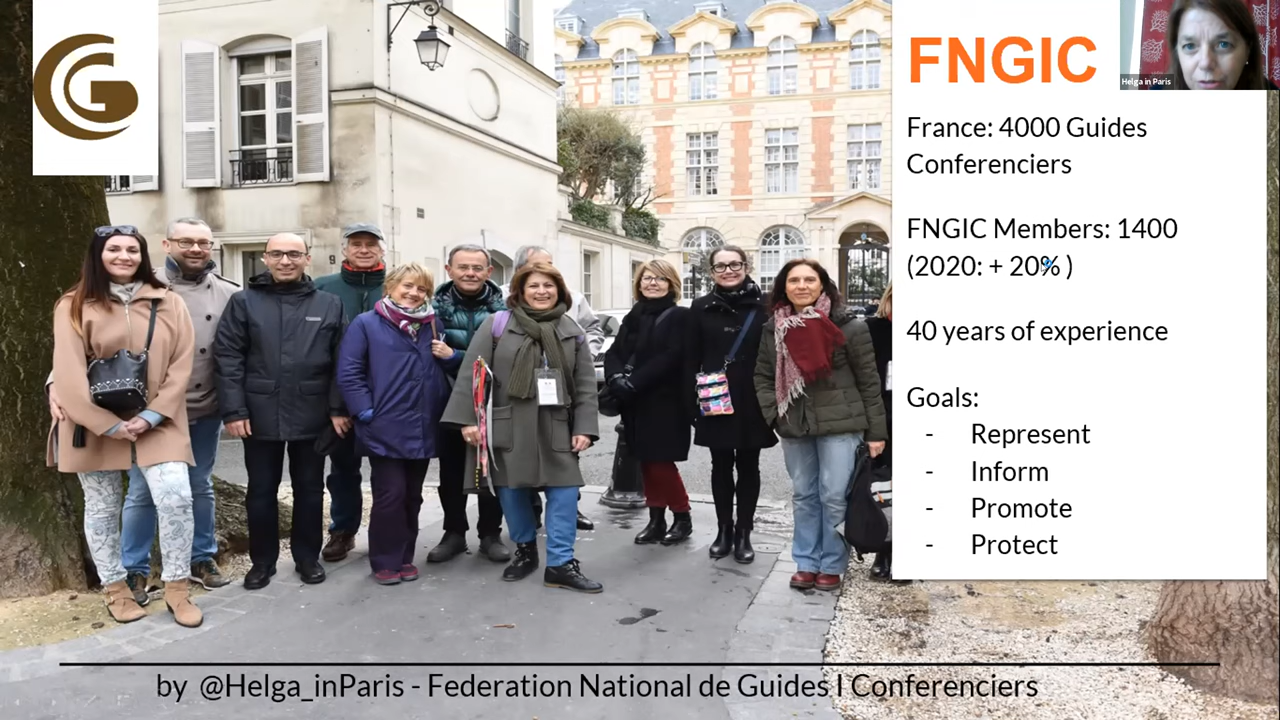 FNGIC
Helga in Paris
France: 4000 Guides
Conferenciers
FNGIC Members: 1400
(2020: + 20% )
40 years of experience
Goals:
- Represent
- Inform
- Promote
- Protect
by @Helga_inParis - Federation National de Guides I Conferenciers